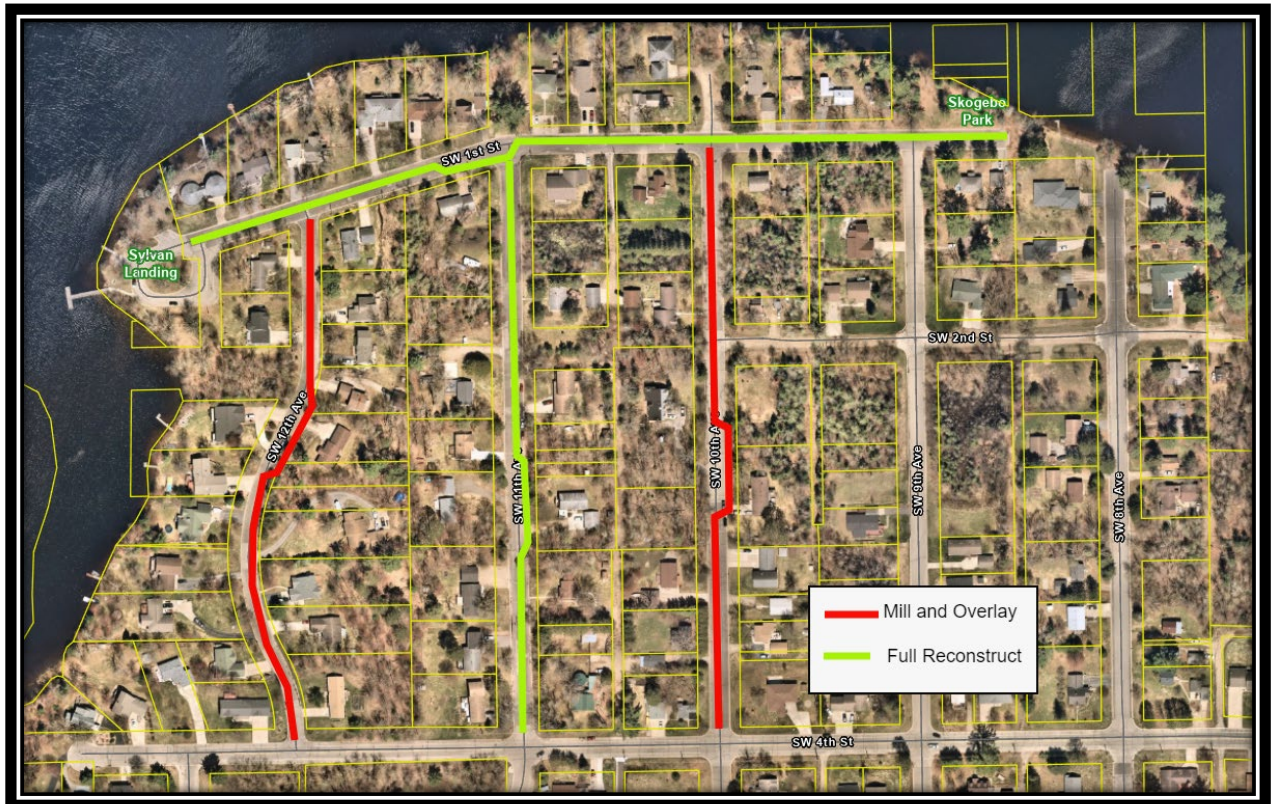 Skogebo
Park
SW 1st St
Sylvan
Landing
SW 2nd St
SW 12th Ave
SW 10th Ave
SW 11th Ave
SW 9th Ave
SW 8th Ave
Mill and Overlay
Full Reconstruct
SW 4th St